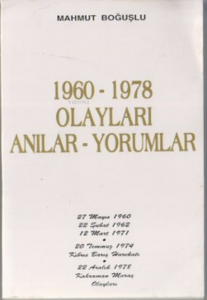 MAHMUT BOĞUŞLU
1960 - 1978
OLAYLARI
ANILAR - YORUMLAR
27 Mayıs 1960
22 Şubat 1962
12 Mart 1971
•
20 Temmuz 1974
Kıbrıs Barış Harekatı
•
22 Aralık 1978
Kahraman Maraş
Olayları